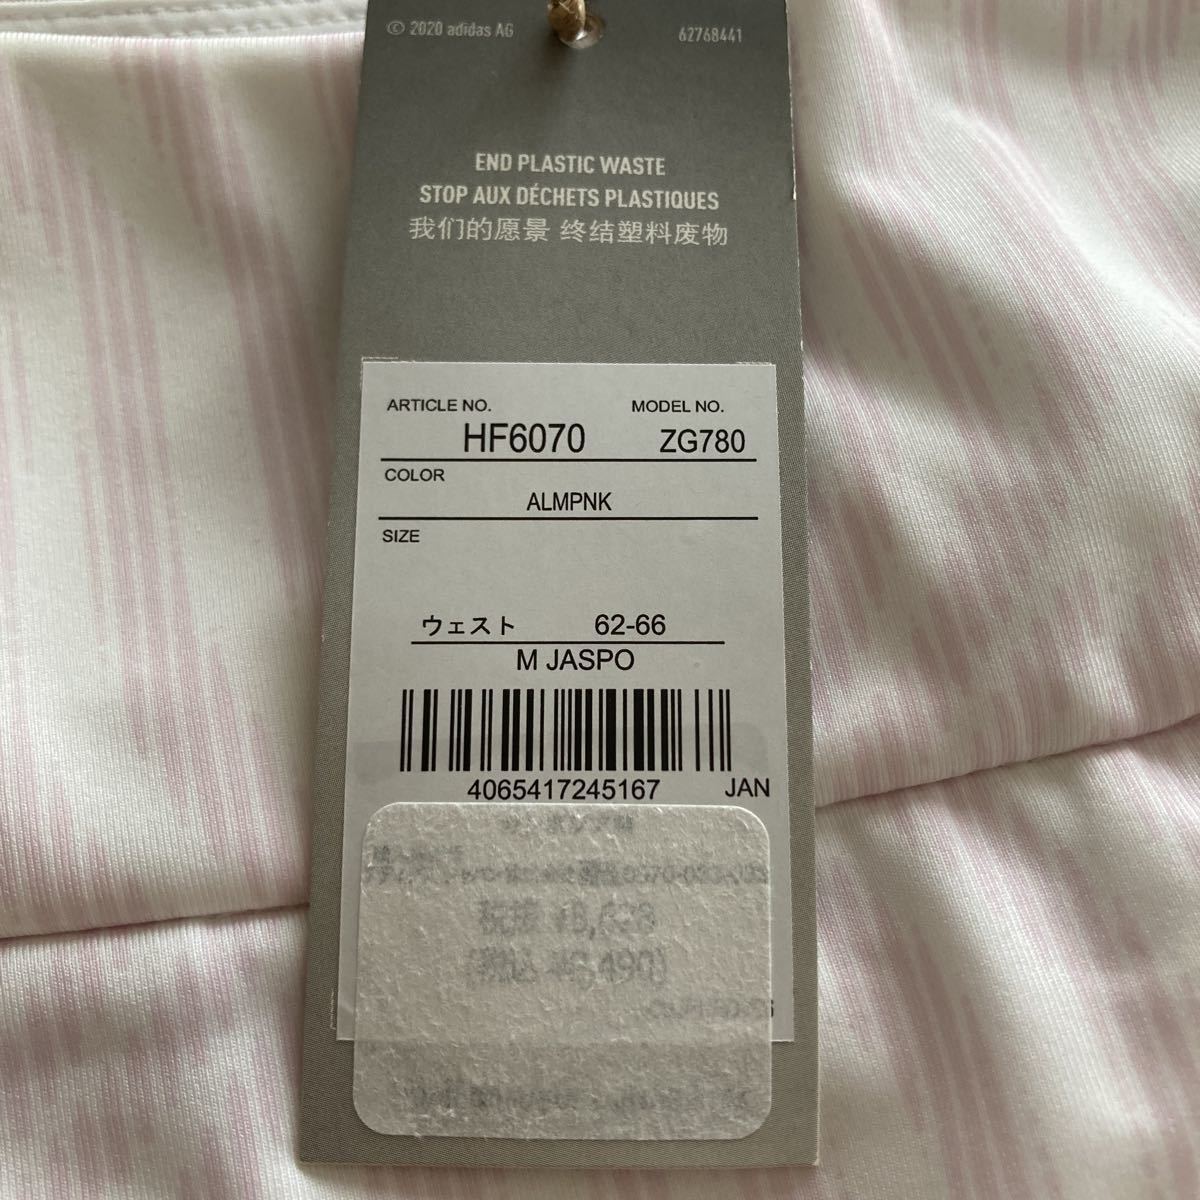 © 2020 adidas AG 62768441
END PLASTIC WASTE
STOP AUX DÉCHETS PLASTIQUES
我们的愿景 终结塑料废物
ARTICLE NO. MODEL NO.
HF6070 ZG780
COLOR
ALMPNK
SIZE
ウェスト 62-66
M JASPO
4065417245167 JAN